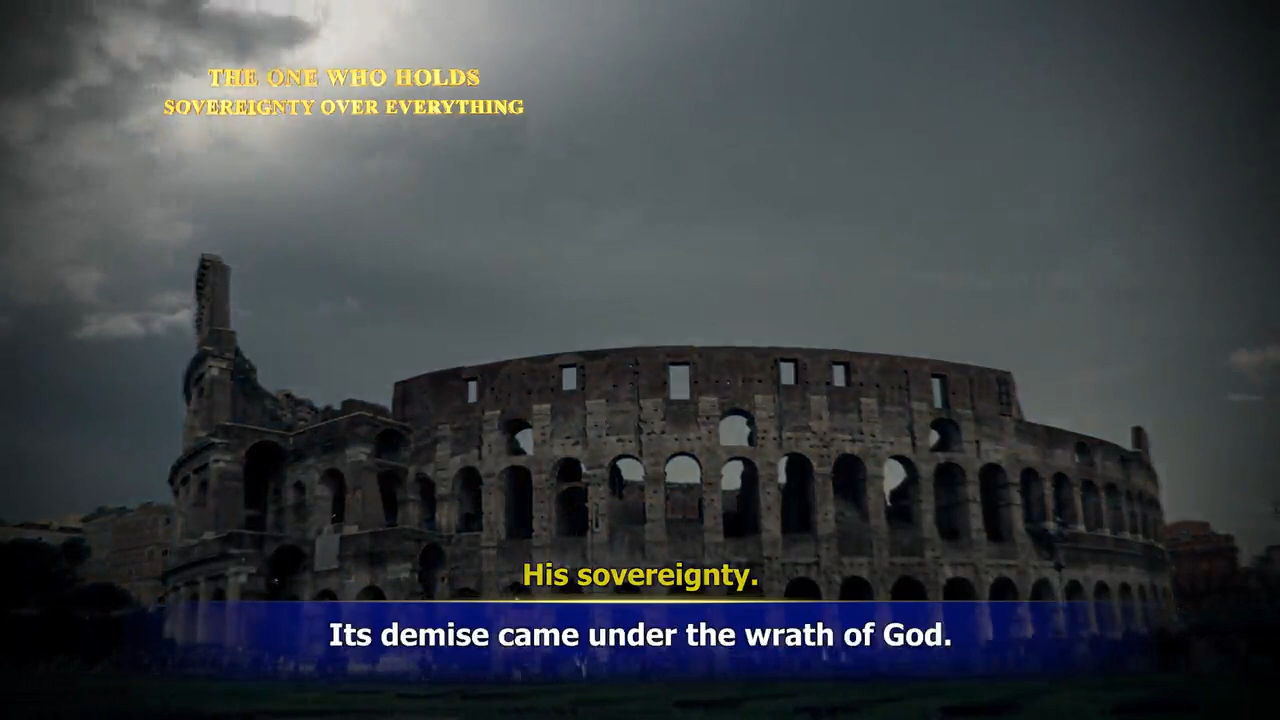 THE ONE WHO HOLDS
SOVEREIGNTY OVER EVERYTHING
His sovereignty.
Its demise came under the wrath of God.